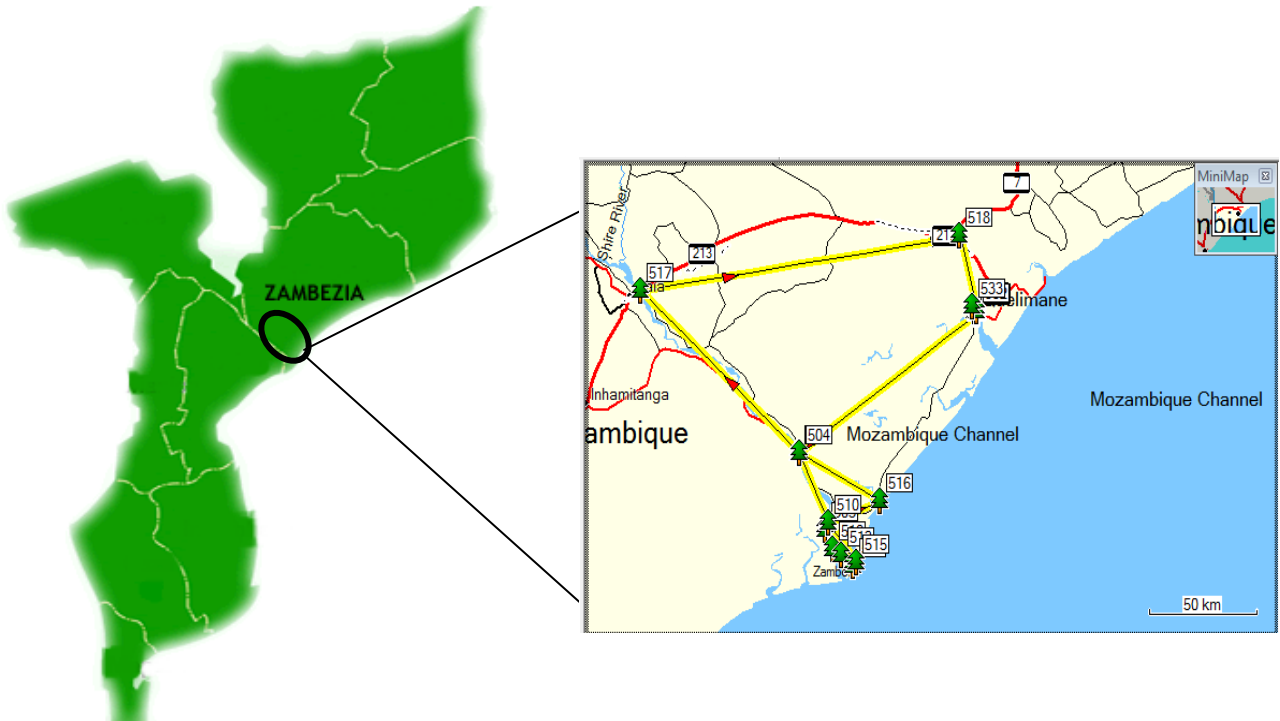 ZAMBEZIA
MiniMap
mbique
7
Shire River
518
21
213
517
533
elimane
Inhamitanga
Mozambique Channel
ambique
504
Mozambique Channel
516
510
515
Zambe
50 km